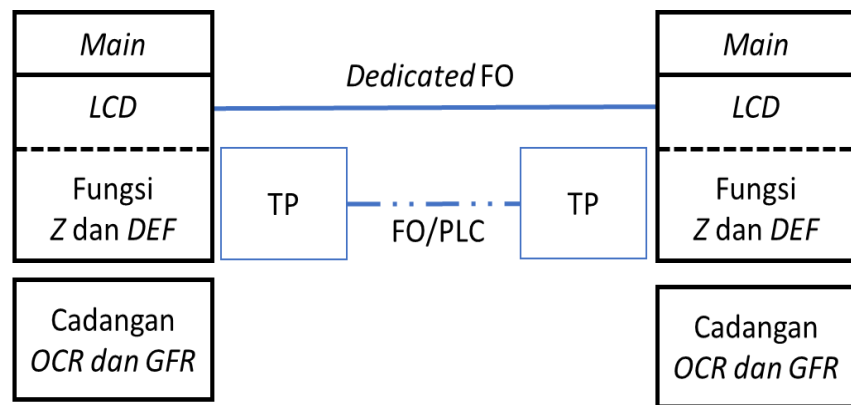 Main
LCD
Fungsi
Z dan DEF
Cadangan
OCR dan GFR
Dedicated FO
TP
FO/PLC
TP
Main
LCD
Fungsi
Z dan DEF
Cadangan
OCR dan GFR